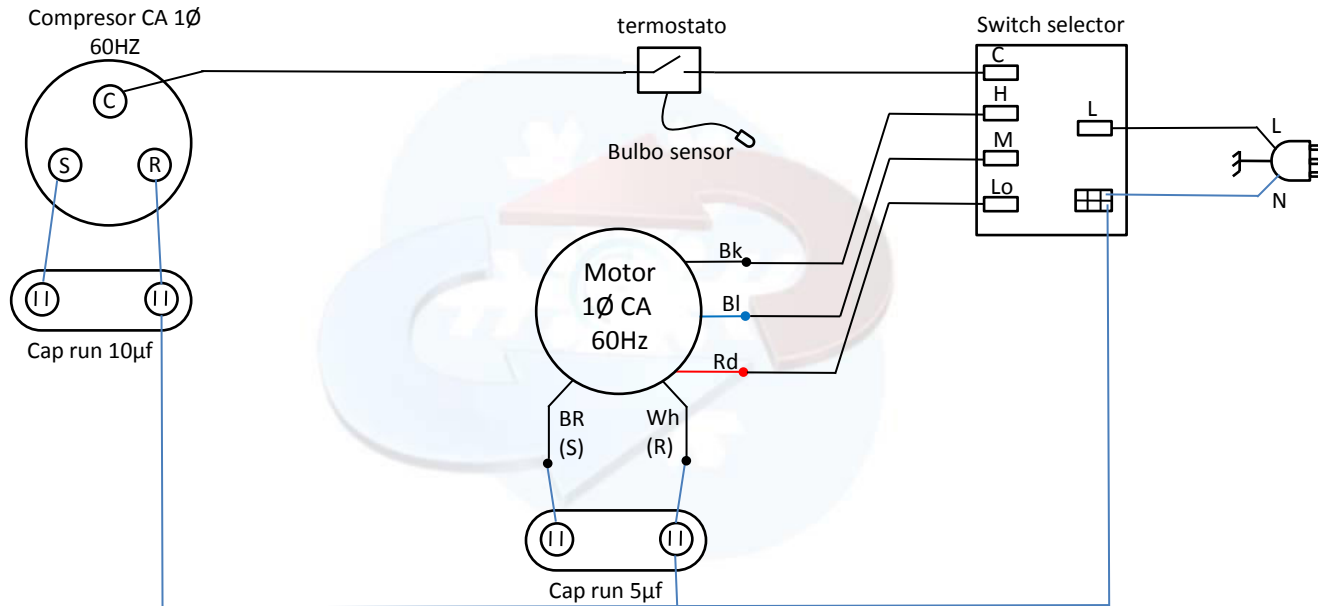 Compresor CA 1Ø
60HZ
C
S
R
Cap run 10µf
termostato
Bulbo sensor
Switch selector
C
H
M
Lo
L
L
N
Motor
1Ø CA
60Hz
Bk
Bl
Rd
BR
(S)
Wh
(R)
Cap run 5µf